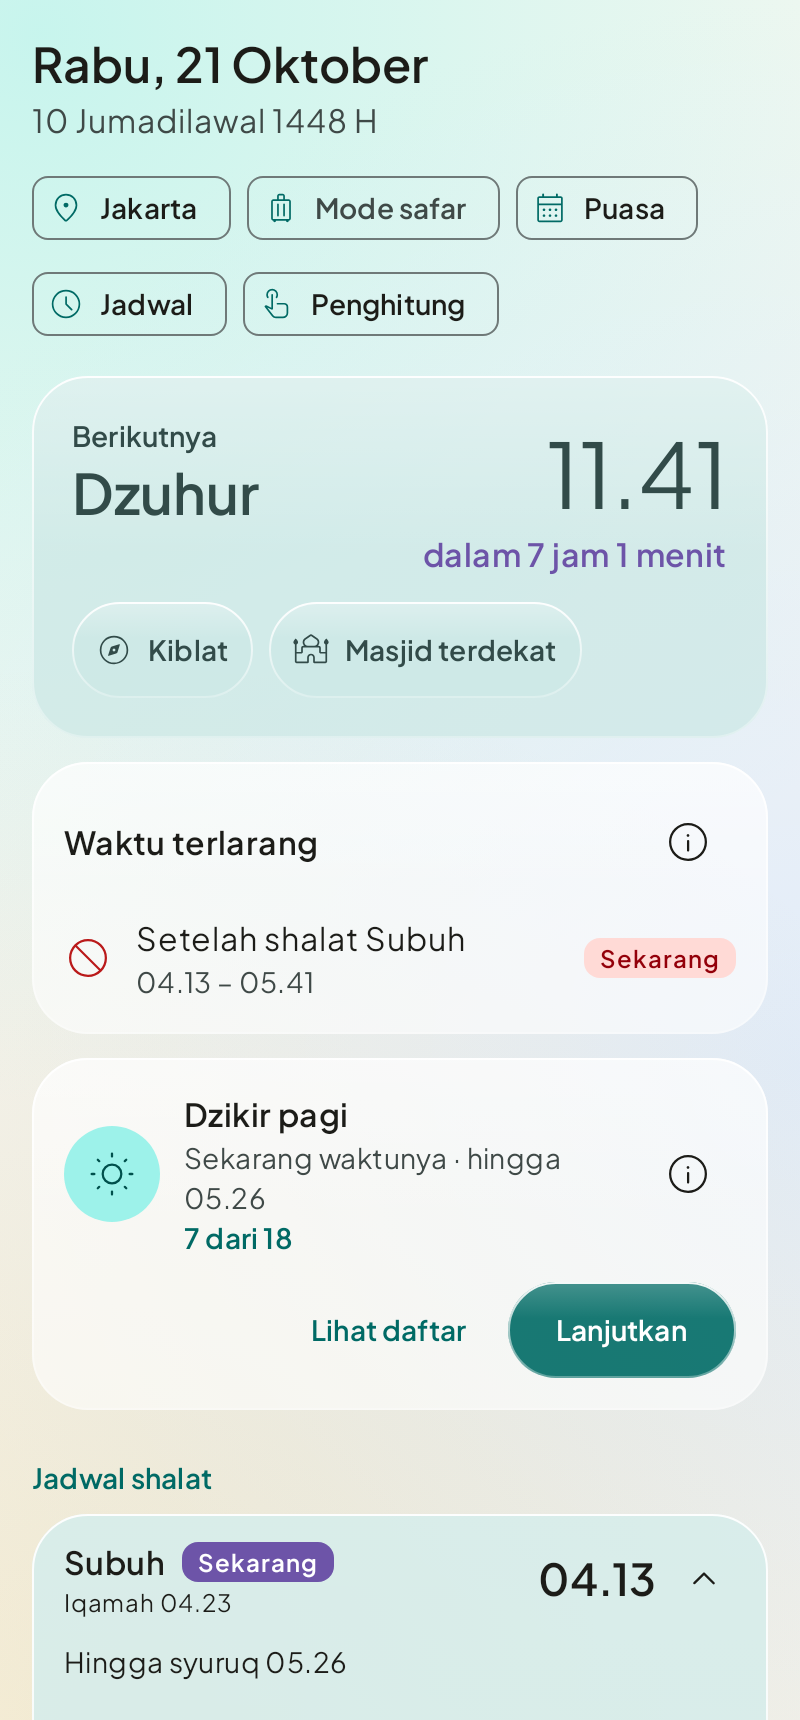 Rabu, 21 Oktober
10 Jumadilawal 1448 H
Jakarta
Mode safar
Puasa
Jadwal
Penghitung
Berikutnya
Dzuhur
11.41
dalam 7 jam 1 menit
Kiblat
Masjid terdekat
Waktu terlarang
Setelah shalat Subuh
04.13 – 05.41
Sekarang
Dzikir pagi
Sekarang waktunya · hingga
05.26
7 dari 18
Lihat daftar
Lanjutkan
Jadwal shalat
Subuh
Sekarang
04.13
Iqamah 04.23
Hingga syuruq 05.26